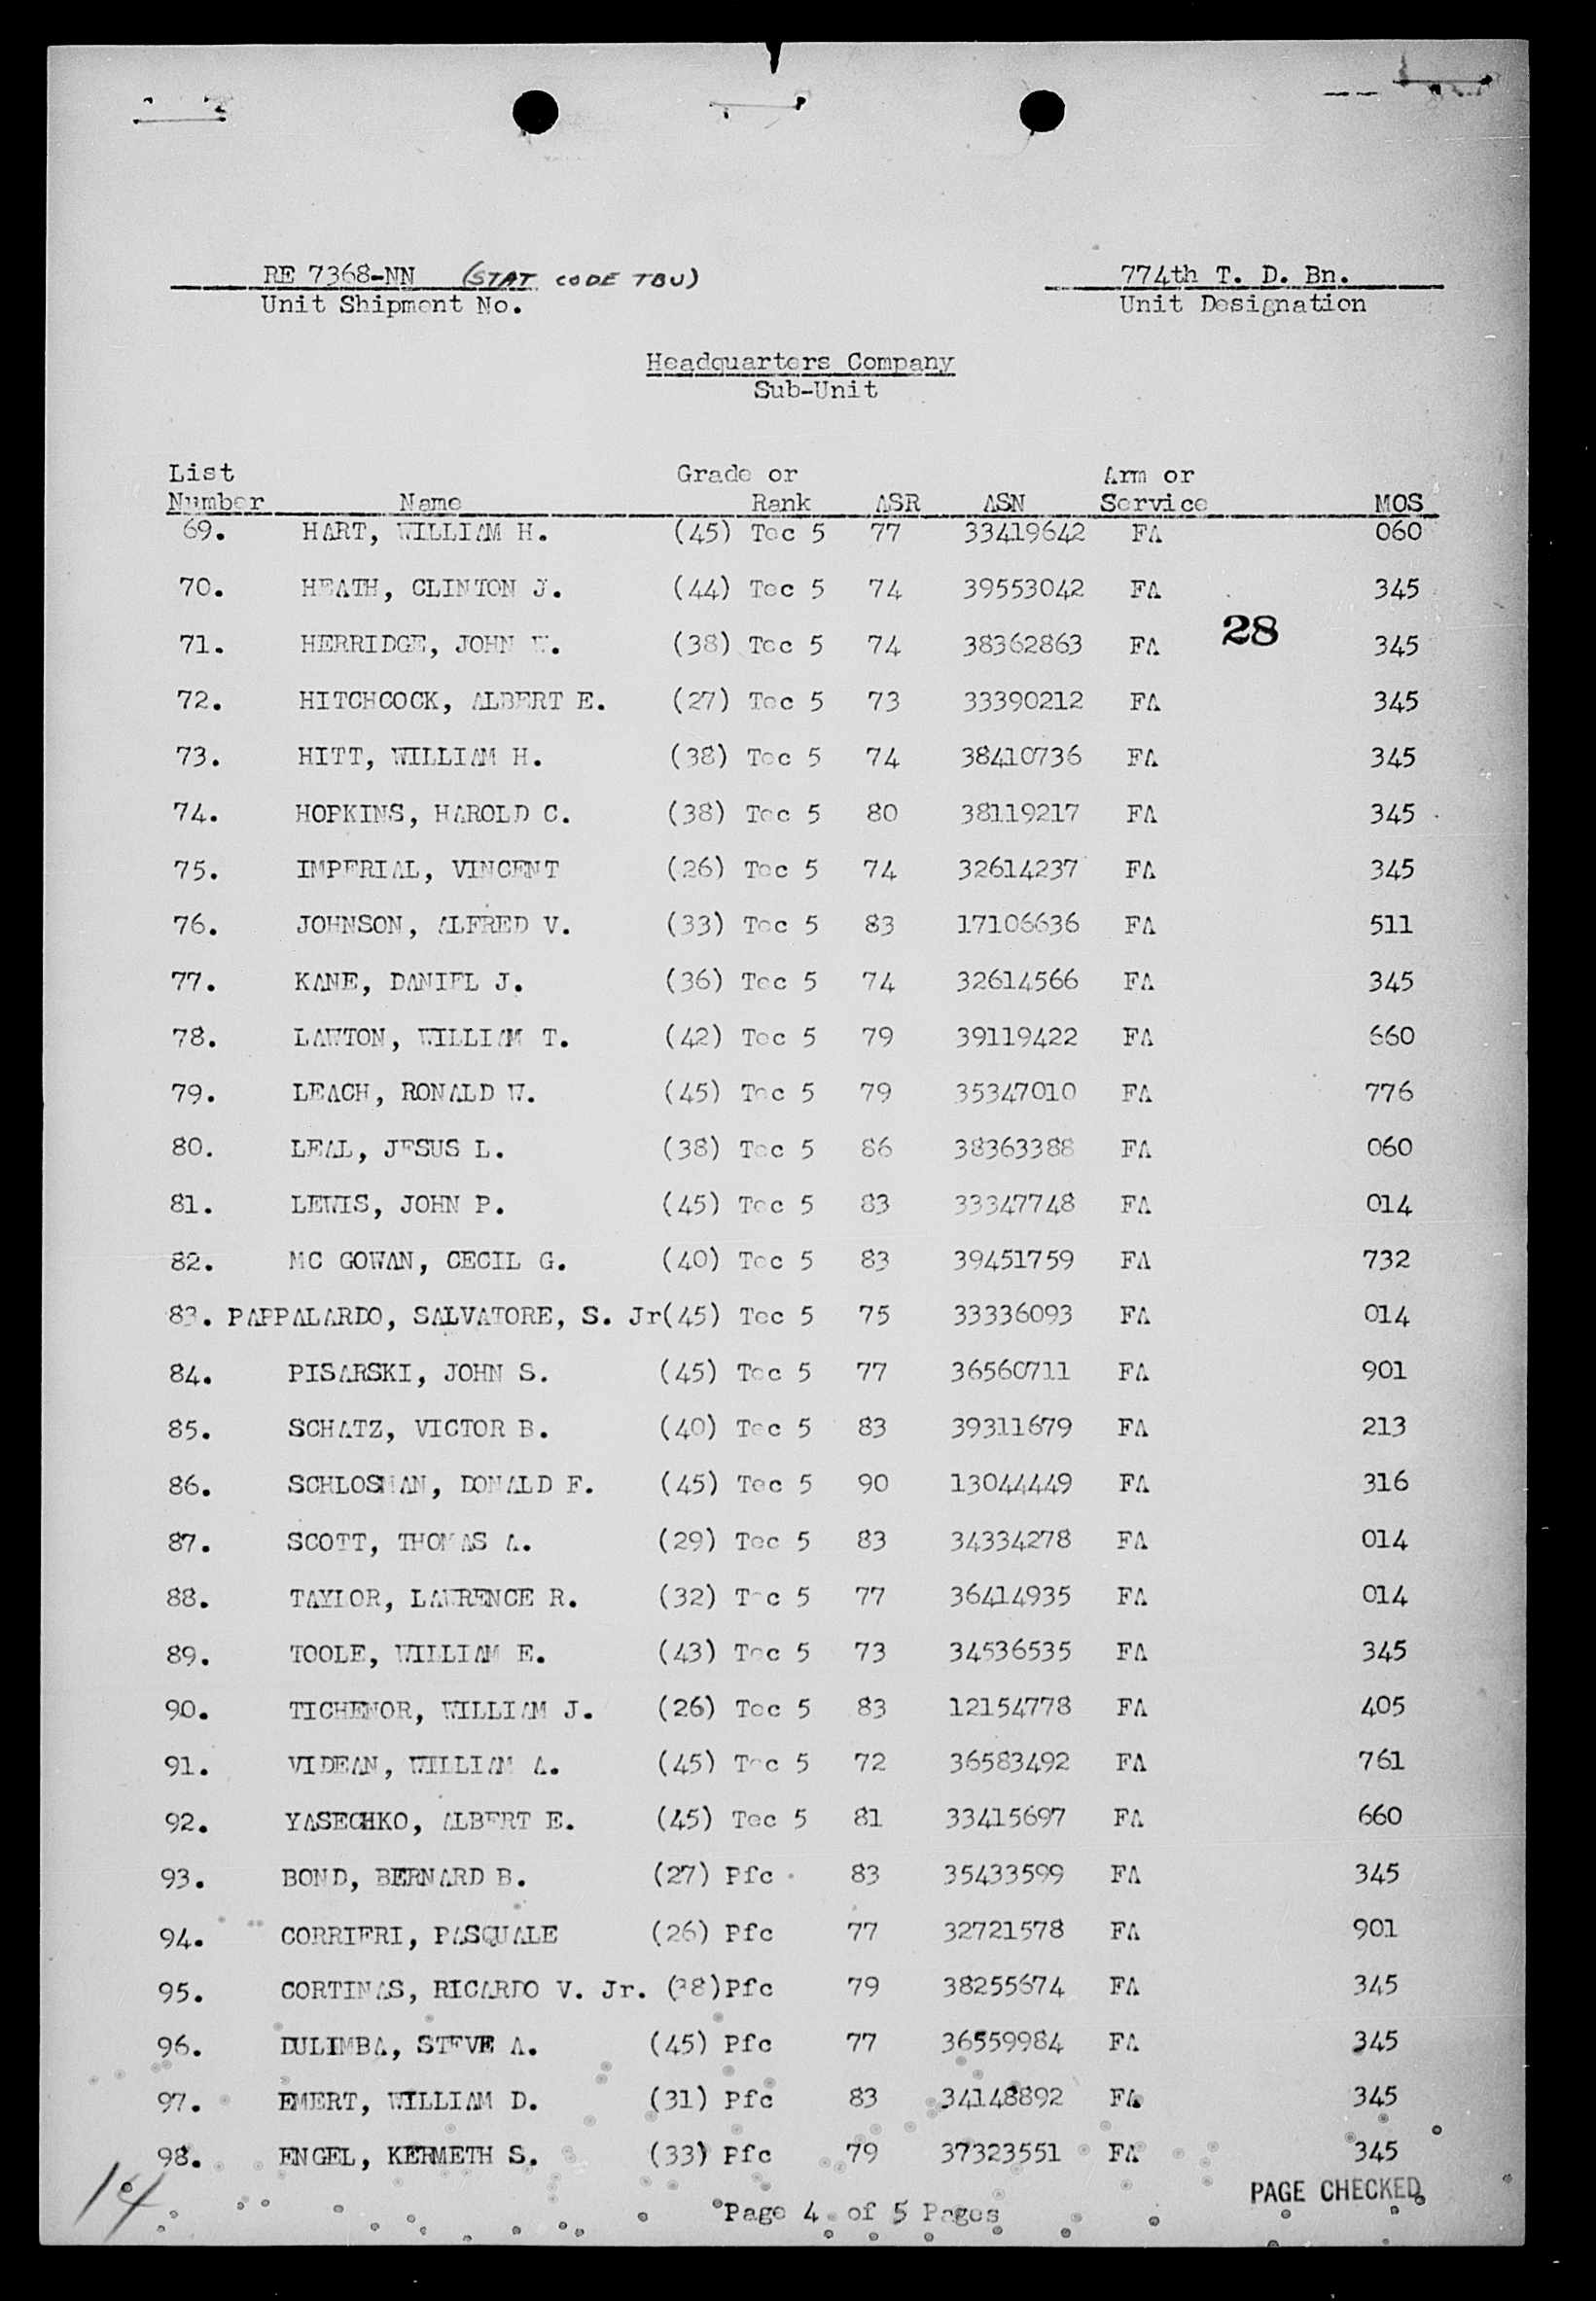 RE 7368-NN (STAT CODE TBU) 774th T. D. Bn.
Unit Shipment No. Unit Designation
Headquarters Company
Sub-Unit
List Grade or Arm or
Number Name Rank ASR ASN Service MOS
69. HART, WILLIAM H. (45) Tec 5 77 33419642 FA 060
70. HEATH, CLINTON J. (44) Tec 5 74 39553042 FA 345
28
71. HERRIDGE, JOHN W. (38) Tec 5 74 38362863 FA 345
72. HITCHCOCK, ALBERT E. (27) Tec 5 73 33390212 FA 345
73. HITT, WILLIAM H. (38) Tec 5 74 38410736 FA 345
74. HOPKINS, HAROLD C. (38) Tec 5 80 38119217 FA 345
75. IMPERIAL, VINCENT (26) Tec 5 74 32614237 FA 345
76. JOHNSON, ALFRED V. (33) Tec 5 83 17106636 FA 511
77. KANE, DANIEL J. (36) Tec 5 74 32614566 FA 345
78. LAWTON, WILLIAM T. (42) Tec 5 79 39119422 FA 660
79. LEACH, RONALD W. (45) Tec 5 79 35347010 FA 776
80. LEAL, JESUS L. (38) Tec 5 86 38363388 FA 060
81. LEWIS, JOHN P. (45) Tec 5 83 33347748 FA 014
82. MC GOWAN, CECIL G. (40) Tec 5 83 39451759 FA 732
83. PAPPALARDO, SALVATORE, S. Jr(45) Tec 5 75 33336093 FA 014
84. PISARSKI, JOHN S. (45) Tec 5 77 36560711 FA 901
85. SCHATZ, VICTOR B. (40) Tec 5 83 39311679 FA 213
86. SCHLOSMAN, DONALD F. (45) Tec 5 90 13044449 FA 316
87. SCOTT, THOMAS A. (29) Tec 5 83 34334278 FA 014
88. TAYLOR, LAWRENCE R. (32) Tec 5 77 36414935 FA 014
89. TOOLE, WILLIAM E. (43) Tec 5 73 34536535 FA 345
90. TICHENOR, WILLIAM J. (26) Tec 5 83 12154778 FA 405
91. VIDEAN, WILLIAM A. (45) Tec 5 72 36583492 FA 761
92. YASECHKO, ALBERT E. (45) Tec 5 81 33415697 FA 660
93. BOND, BERNARD B. (27) Pfc 83 35433599 FA 345
94. CORRIERI, PASQUALE (26) Pfc 77 32721578 FA 901
95. CORTINAS, RICARDO V. Jr. (38)Pfc 79 38255674 FA 345
96. DULIMBA, STEVE A. (45) Pfc 77 36559984 FA 345
97. EMERT, WILLIAM D. (31) Pfc 83 34148892 FA 345
98. ENGEL, KERMETH S. (33) Pfc 79 37323551 FA 345
14 PAGE CHECKED
Page 4 of 5 Pages